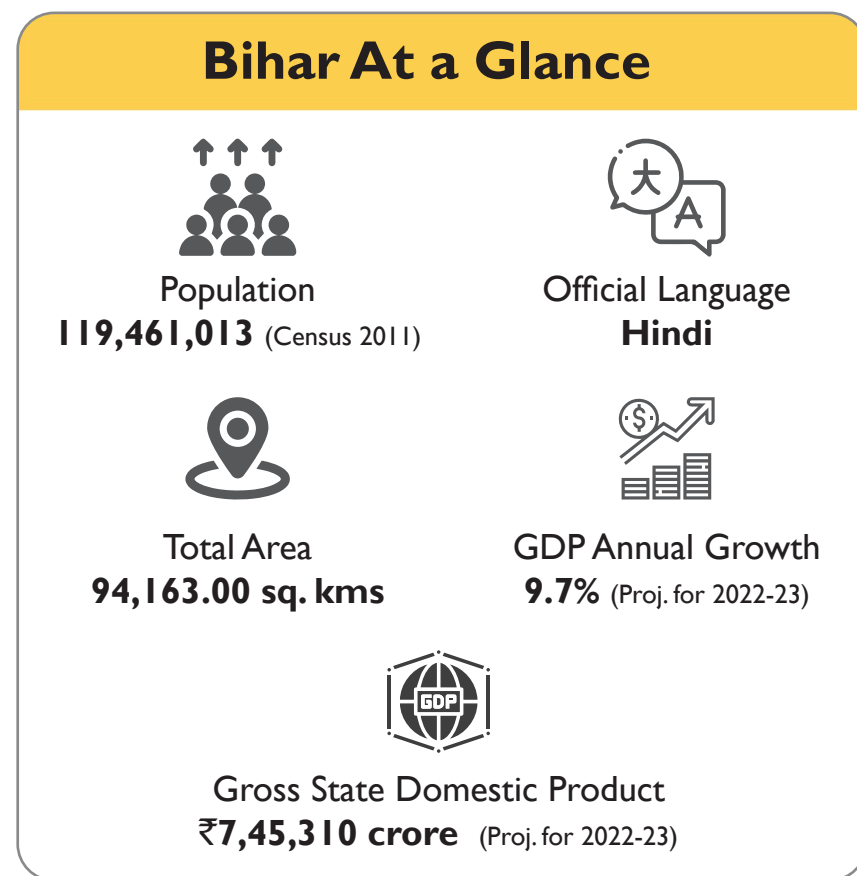 Bihar At a Glance
大
A
Population
119,461,013 (Census 2011)
Official Language
Hindi
$
Total Area
94,163.00 sq. kms
GDP Annual Growth
9.7% (Proj. for 2022-23)
GDP
Gross State Domestic Product
₹7,45,310 crore (Proj. for 2022-23)